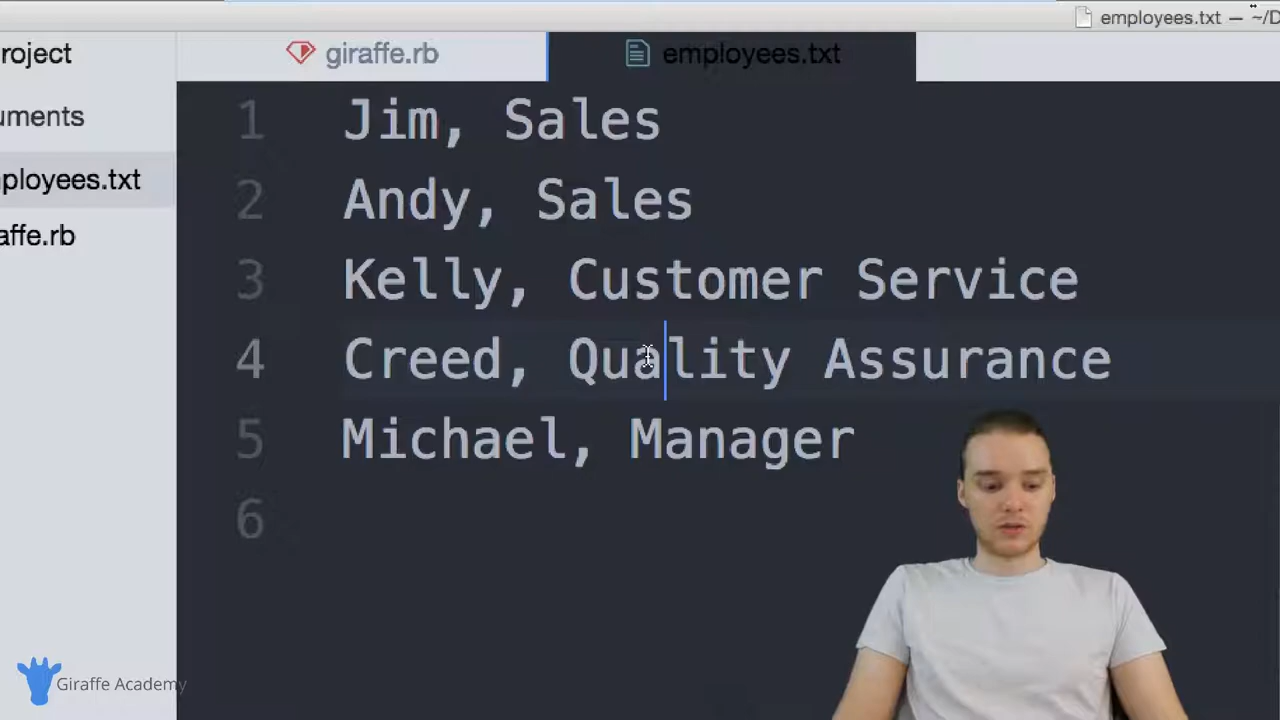 employees.txt — ~/D
roject
giraffe.rb
employees.txt
uments
ployees.txt
affe.rb
1 Jim, Sales
2 Andy, Sales
3 Kelly, Customer Service
4 Creed, Quality Assurance
5 Michael, Manager
6
Giraffe Academy